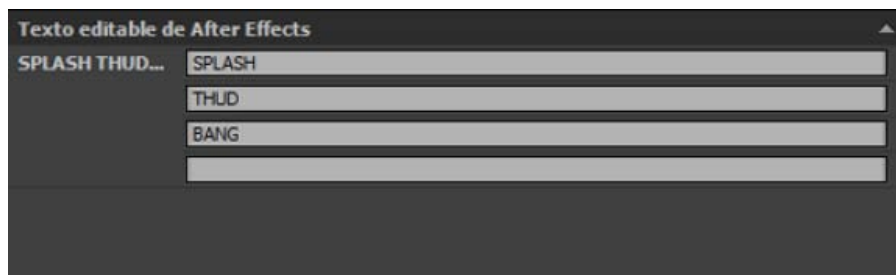 Texto editable de After Effects
SPLASH THUD... SPLASH
THUD
BANG